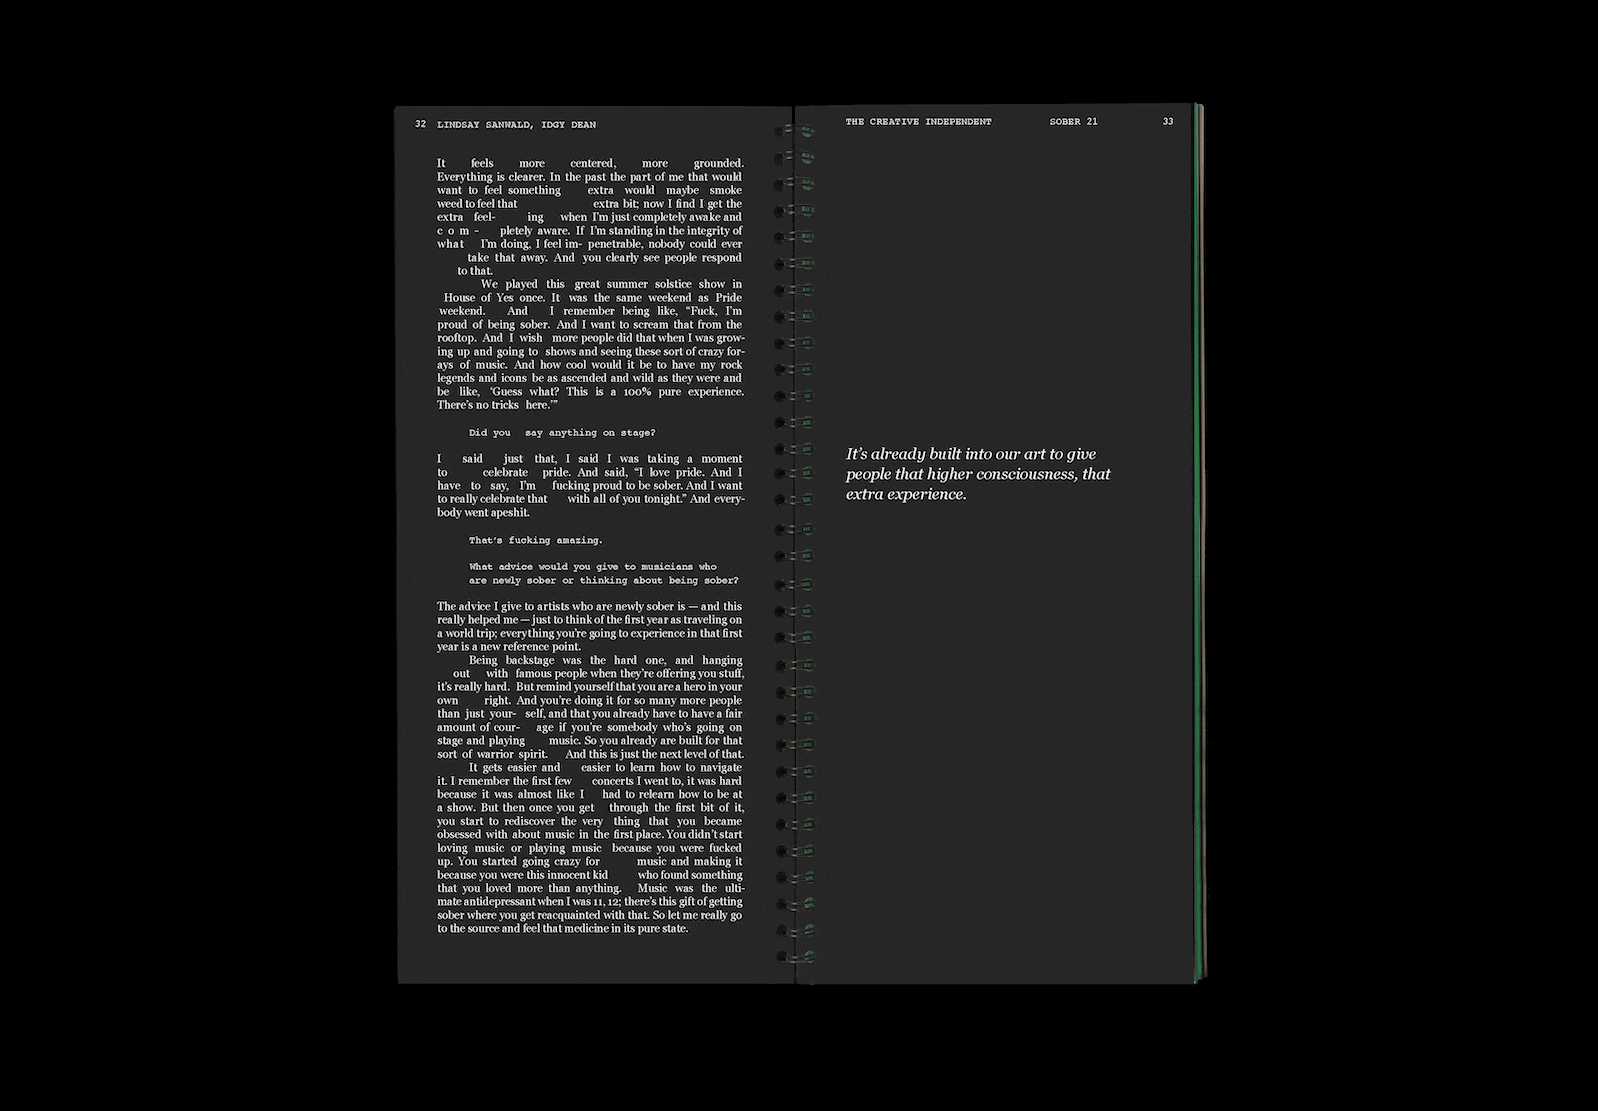 32 LINDSAY SANWALD, IDGY DEAN
It feels more centered, more grounded.
Everything is clearer. In the past the part of me that would
want to feel something extra would maybe smoke
weed to feel that extra bit; now I find I get the
extra feel- ing when I'm just completely awake and
com- pletely aware. If I'm standing in the integrity of
what I'm doing, I feel im- penetrable, nobody could ever
take that away. And you clearly see people respond
to that.
We played this great summer solstice show in
House of Yes once. It was the same weekend as Pride
weekend. And I remember being like, “Fuck, I'm
proud of being sober. And I want to scream that from the
rooftop. And I wish more people did that when I was grow-
ing up and going to shows and seeing these sort of crazy for-
ays of music. And how cool would it be to have my rock
legends and icons be as ascended and wild as they were and
be like, ‘Guess what? This is a 100% pure experience.
There's no tricks here.’”
Did you say anything on stage?
I said just that, I said I was taking a moment
to celebrate pride. And said, “I love pride. And I
have to say, I'm fucking proud to be sober. And I want
to really celebrate that with all of you tonight.” And every-
body went apeshit.
That's fucking amazing.
What advice would you give to musicians who
are newly sober or thinking about being sober?
The advice I give to artists who are newly sober is — and this
really helped me — just to think of the first year as traveling on
a world trip; everything you're going to experience in that first
year is a new reference point.
Being backstage was the hard one, and hanging
out with famous people when they're offering you stuff,
it's really hard. But remind yourself that you are a hero in your
own right. And you're doing it for so many more people
than just your- self, and that you already have to have a fair
amount of cour- age if you're somebody who's going on
stage and playing music. So you already are built for that
sort of warrior spirit. And this is just the next level of that.
It gets easier and easier to learn how to navigate
it. I remember the first few concerts I went to, it was hard
because it was almost like I had to relearn how to be at
a show. But then once you get through the first bit of it,
you start to rediscover the very thing that you became
obsessed with about music in the first place. You didn't start
loving music or playing music because you were fucked
up. You started going crazy for music and making it
because you were this innocent kid who found something
that you loved more than anything. Music was the ulti-
mate antidepressant when I was 11, 12; there's this gift of getting
sober where you get reacquainted with that. So let me really go
to the source and feel that medicine in its pure state.
THE CREATIVE INDEPENDENT SOBER 21 33
It's already built into our art to give
people that higher consciousness, that
extra experience.